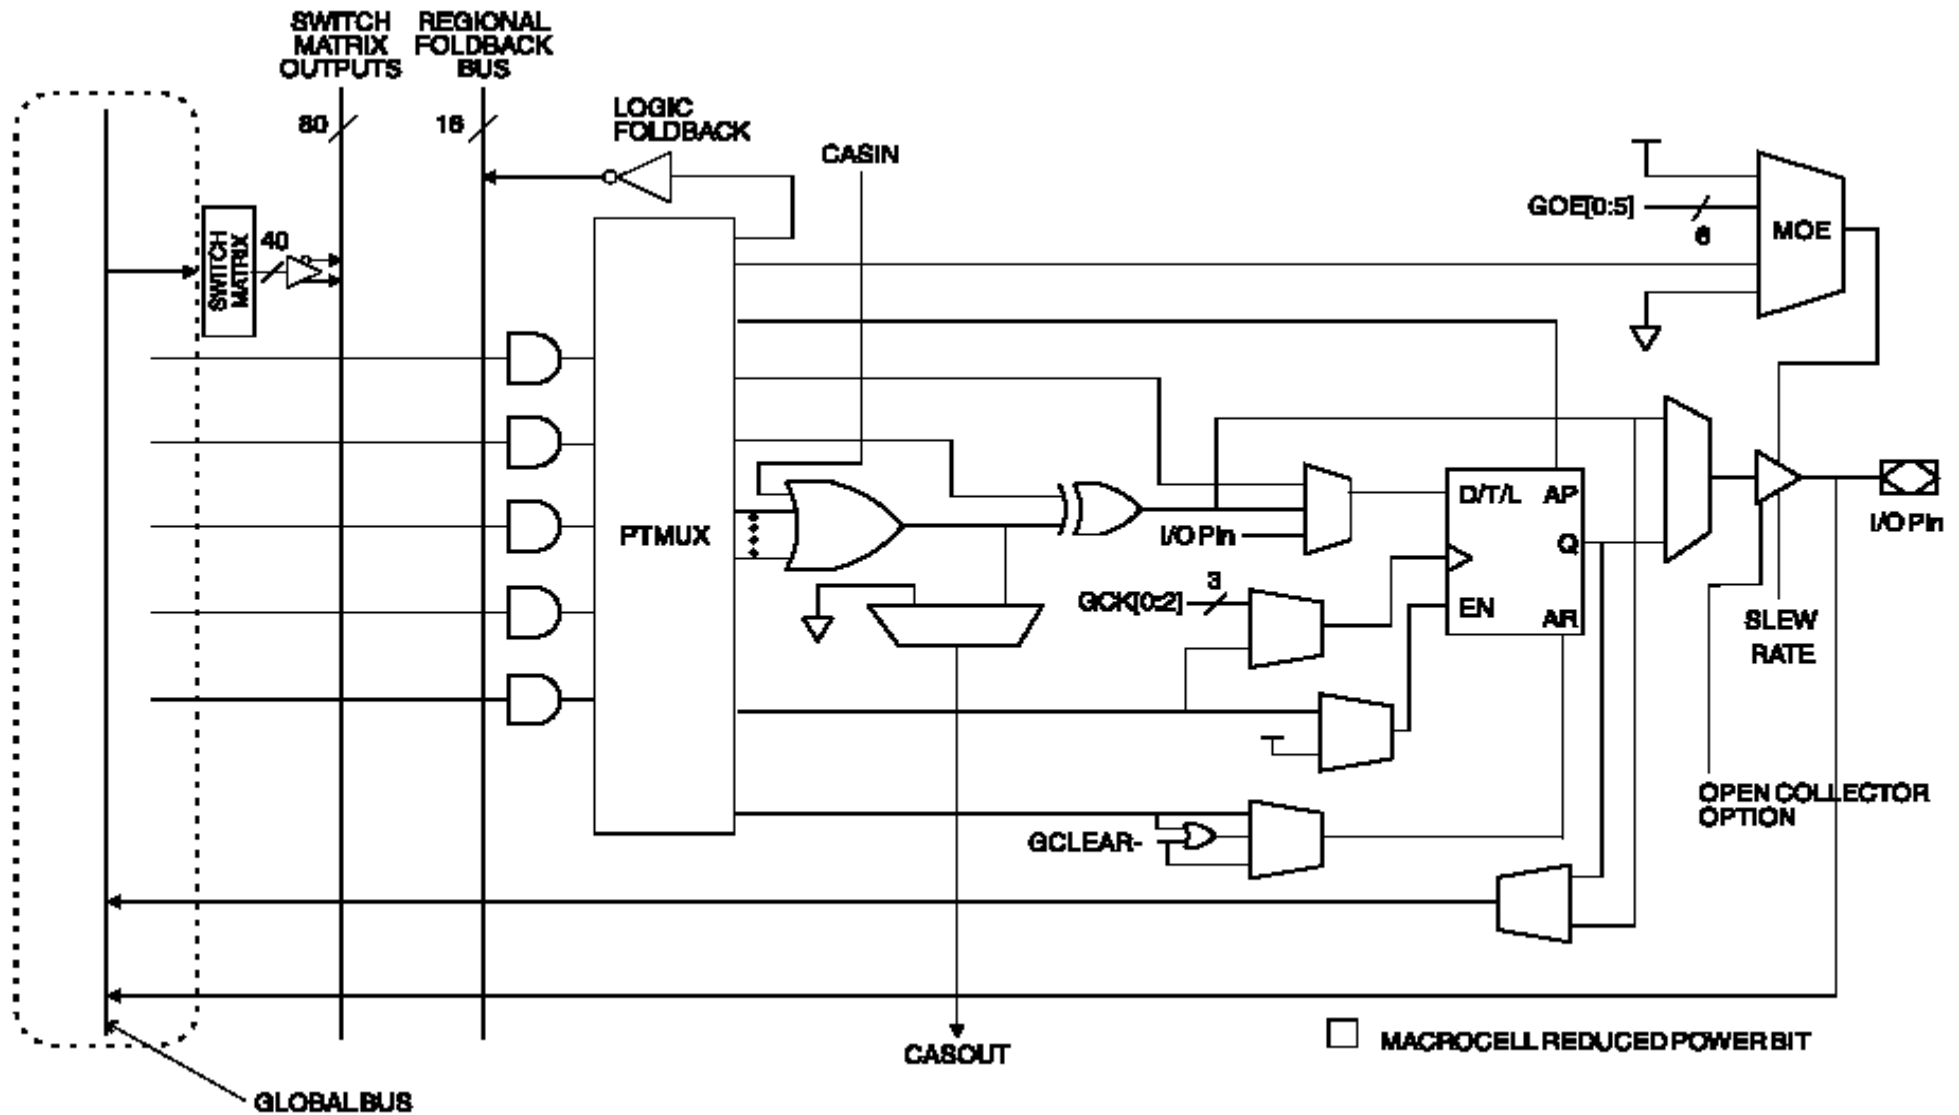 SWITCH
MATRIX
OUTPUTS
REGIONAL
FOLDBACK
BUS
80
16
LOGIC
FOLDBACK
CASIN
SWITCH
MATRIX
40
GOE[0:5]
6
MOE
PTMUX
I/O Pin
D/T/L AP
Q
EN
AR
GCK[0:2]
3
I/O Pin
SLEW
RATE
OPEN COLLECTOR
OPTION
GCLEAR-
CASOUT
MACROCELL REDUCED POWER BIT
GLOBAL BUS